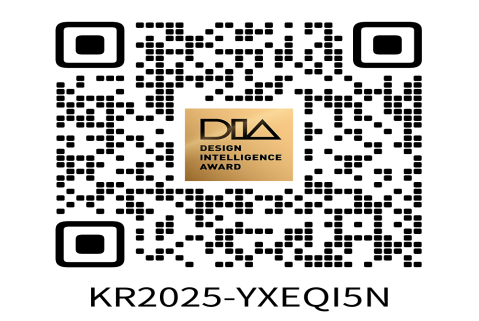 DIA
DESIGN
INTELLIGENCE
AWARD
KR2025-YXEQI5N